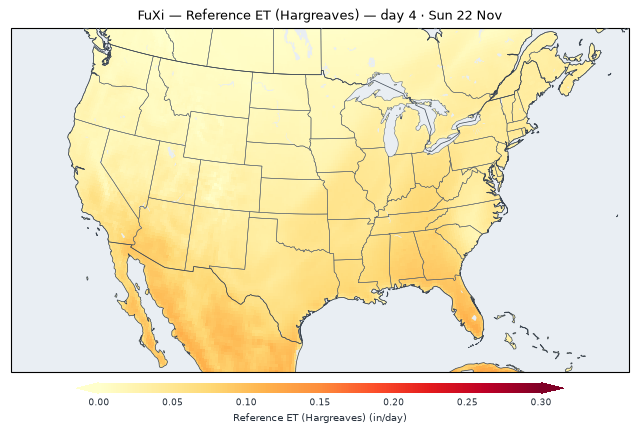 FuXi — Reference ET (Hargreaves) — day 4 · Sun 22 Nov
0.00 0.05 0.10 0.15 0.20 0.25 0.30
Reference ET (Hargreaves) (in/day)